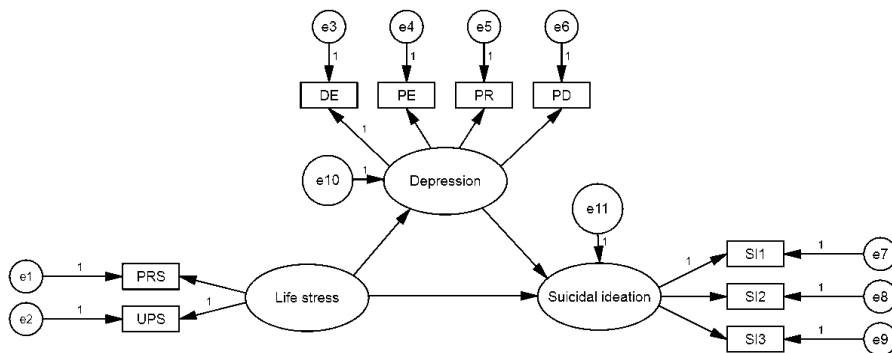 e3
e4
e5
e6
1
1
1
1
DE
PE
PR
PD
1
e10
1
Depression
e11
1
e1
1
PRS
e2
1
UPS
1
Life stress
Suicidal ideation
1
SI1
1
e7
SI2
1
e8
SI3
1
e9